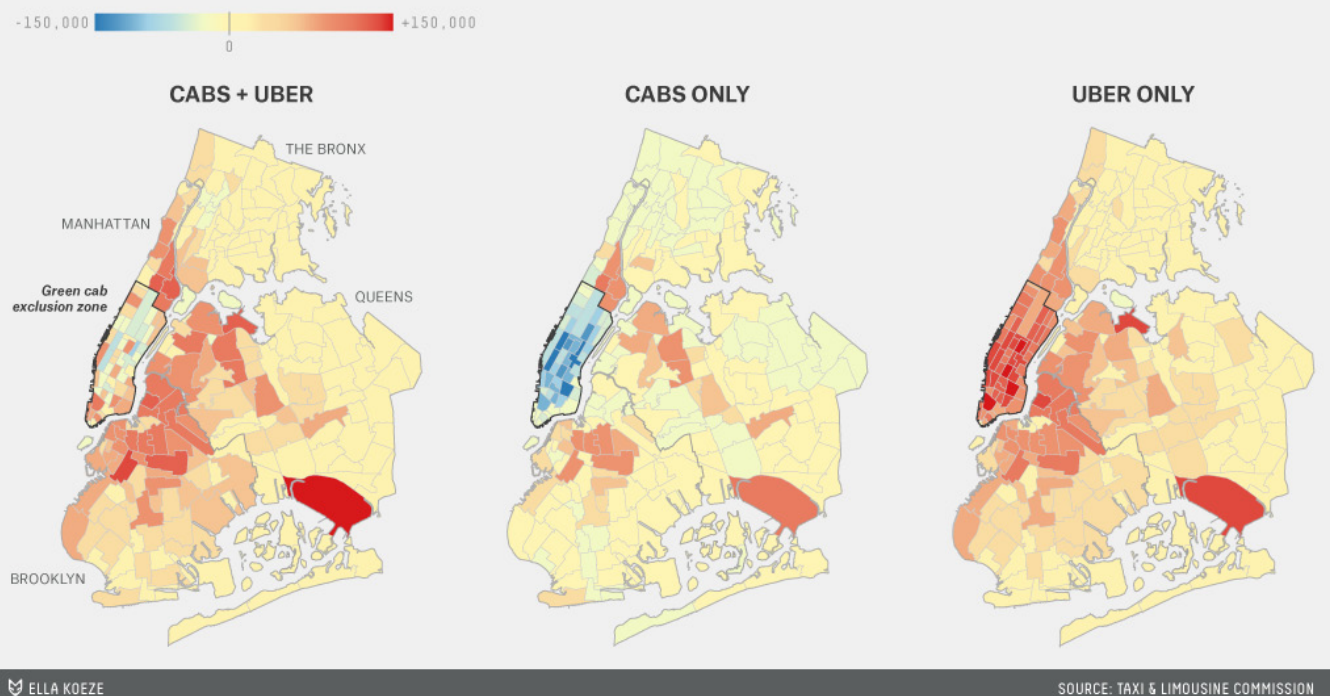 -150,000
+150,000
0
CABS + UBER
CABS ONLY
UBER ONLY
THE BRONX
MANHATTAN
Green cab
exclusion zone
QUEENS
BROOKLYN
ELLA KOEZE
SOURCE: TAXI & LIMOUSINE COMMISSION